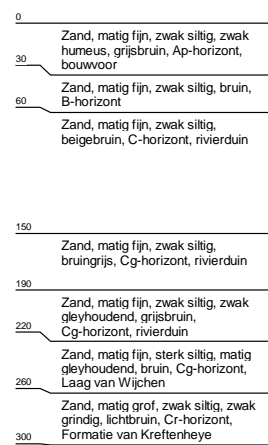 0
Zand, matig fijn, zwak siltig, zwak
humeus, grijsbruin, Ap-horizont,
bouwvoor
30
Zand, matig fijn, zwak siltig, bruin,
B-horizont
60
Zand, matig fijn, zwak siltig,
beigebruin, C-horizont, rivierduin
150
Zand, matig fijn, zwak siltig,
bruingrijs, Cg-horizont, rivierduin
190
Zand, matig fijn, zwak siltig, zwak
gleyhoudend, grijsbruin,
Cg-horizont, rivierduin
220
Zand, matig fijn, sterk siltig, matig
gleyhoudend, bruin, Cg-horizont,
Laag van Wijchen
260
Zand, matig grof, zwak siltig, zwak
grindig, lichtbruin, Cr-horizont,
Formatie van Kreftenheye
300